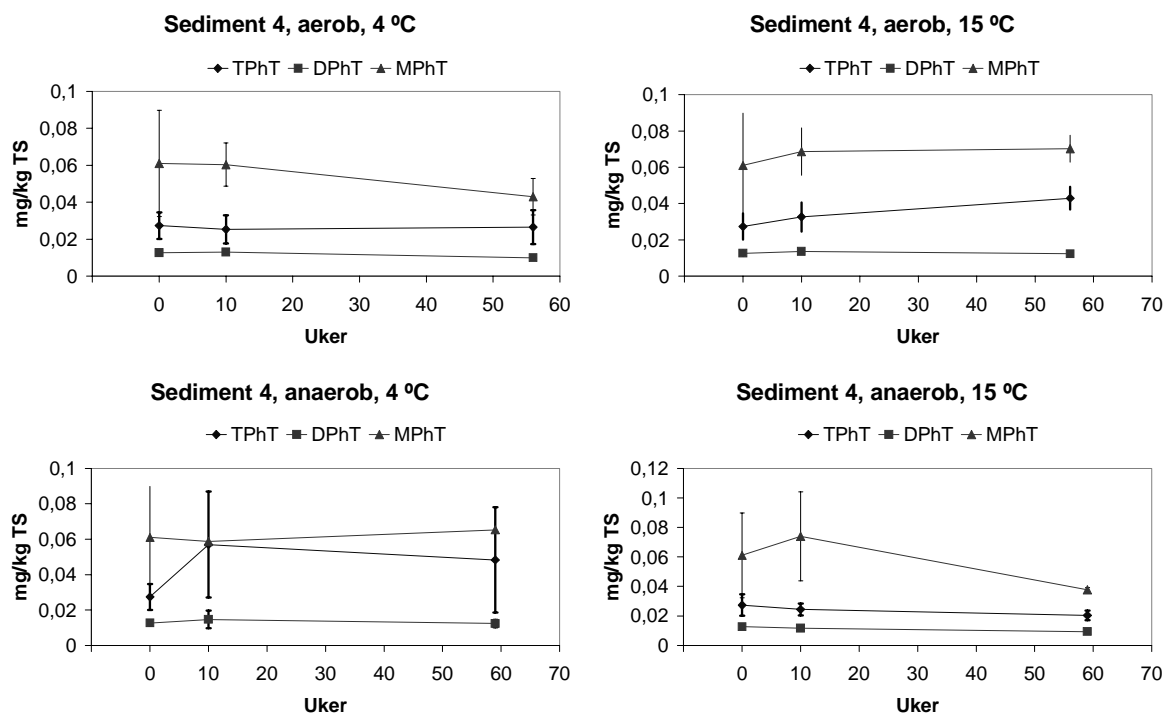 Sediment 4, aerob, 4 ºC
TPhT DPhT MPhT
0,1
0,08
0,06
0,04
0,02
0
mg/kg TS
0 10 20 30 40 50 60
Uker
Sediment 4, aerob, 15 ºC
TPhT DPhT MPhT
0,1
0,08
0,06
0,04
0,02
0
mg/kg TS
0 10 20 30 40 50 60 70
Uker
Sediment 4, anaerob, 4 ºC
TPhT DPhT MPhT
0,1
0,08
0,06
0,04
0,02
0
mg/kg TS
0 10 20 30 40 50 60 70
Uker
Sediment 4, anaerob, 15 ºC
TPhT DPhT MPhT
0,12
0,1
0,08
0,06
0,04
0,02
0
mg/kg TS
0 10 20 30 40 50 60 70
Uker